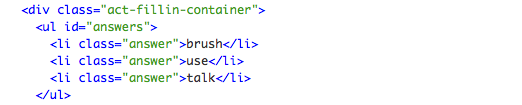 <div class="act-fillin-container">
<ul id="answers">
<li class="answer">brush</li>
<li class="answer">use</li>
<li class="answer">talk</li>
</ul>